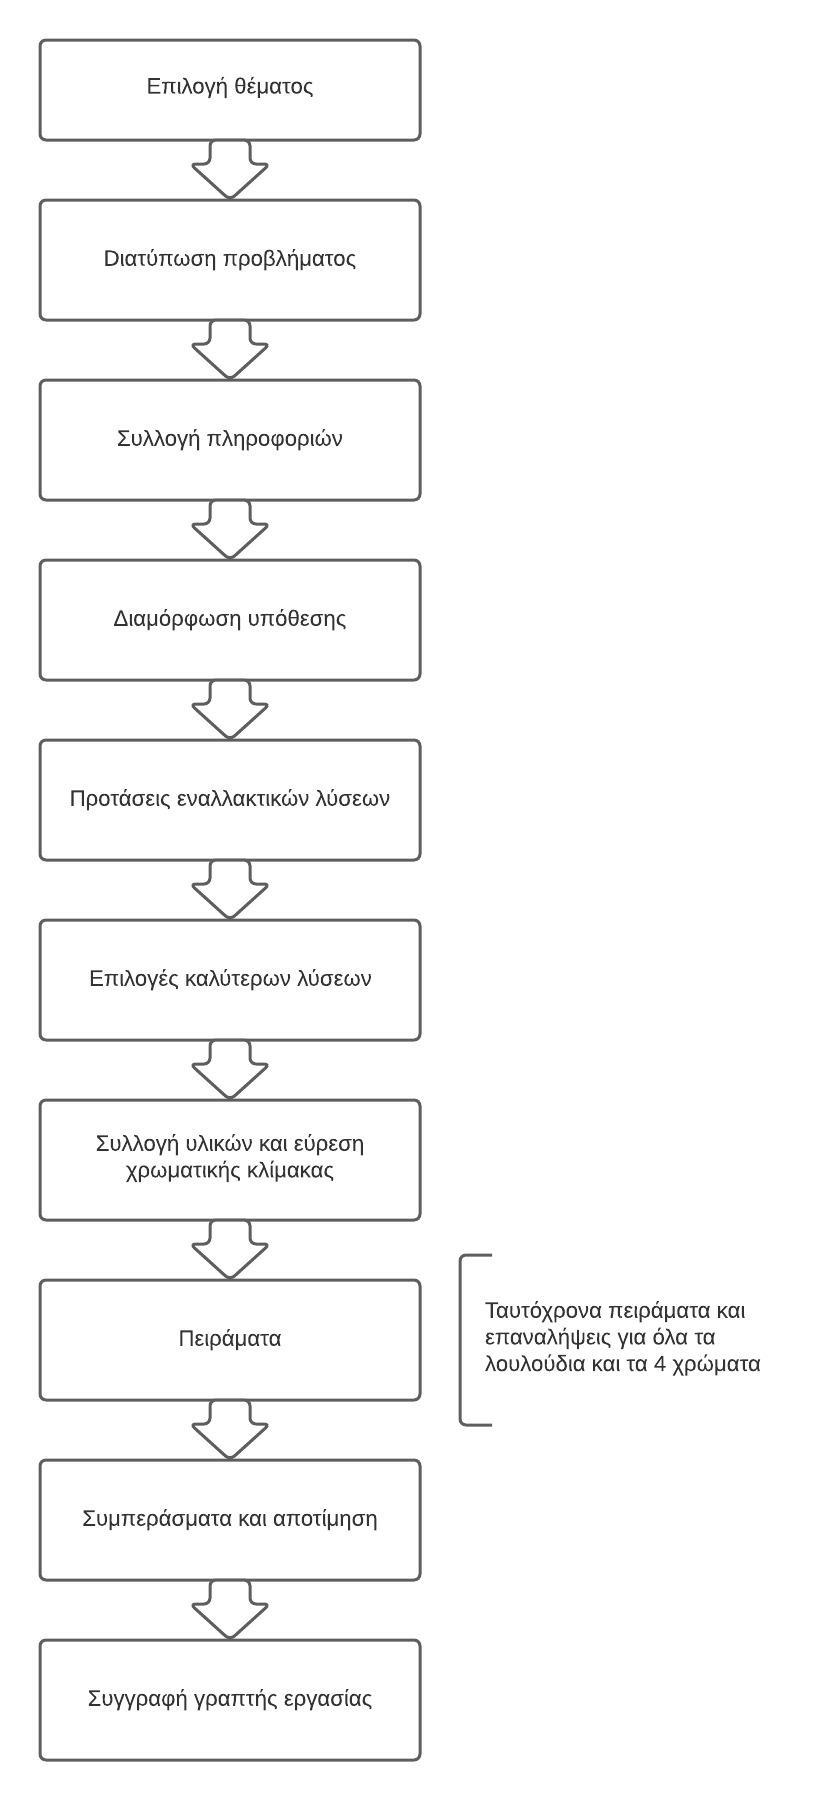 Επιλογή θέματος
Dιατύπωση προβλήματος
Συλλογή πληροφοριών
Διαμόρφωση υπόθεσης
Προτάσεις εναλλακτικών λύσεων
Επιλογές καλύτερων λύσεων
Συλλογή υλικών και εύρεση
χρωματικής κλίμακας
Πειράματα
Ταυτόχρονα πειράματα και
επαναλήψεις για όλα τα
λουλούδια και τα 4 χρώματα
Συμπεράσματα και αποτίμηση
Συγγραφή γραπτής εργασίας